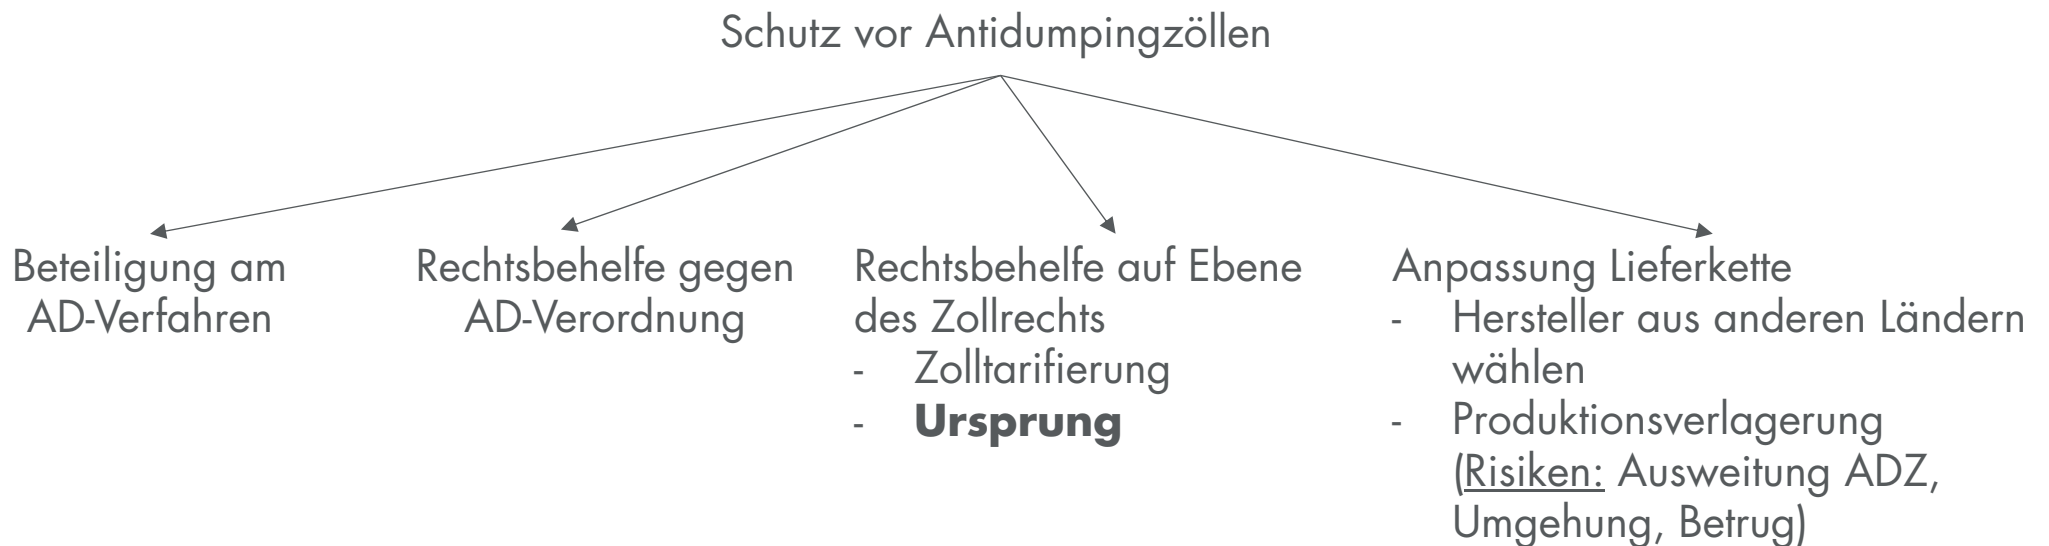 Schutz vor Antidumpingzöllen
Beteiligung am
AD-Verfahren
Rechtsbehelfe gegen
AD-Verordnung
Rechtsbehelfe auf Ebene
des Zollrechts
- Zolltarifierung
- Ursprung
Anpassung Lieferkette
- Hersteller aus anderen Ländern
wählen
- Produktionsverlagerung
(Risiken: Ausweitung ADZ,
Umgehung, Betrug)